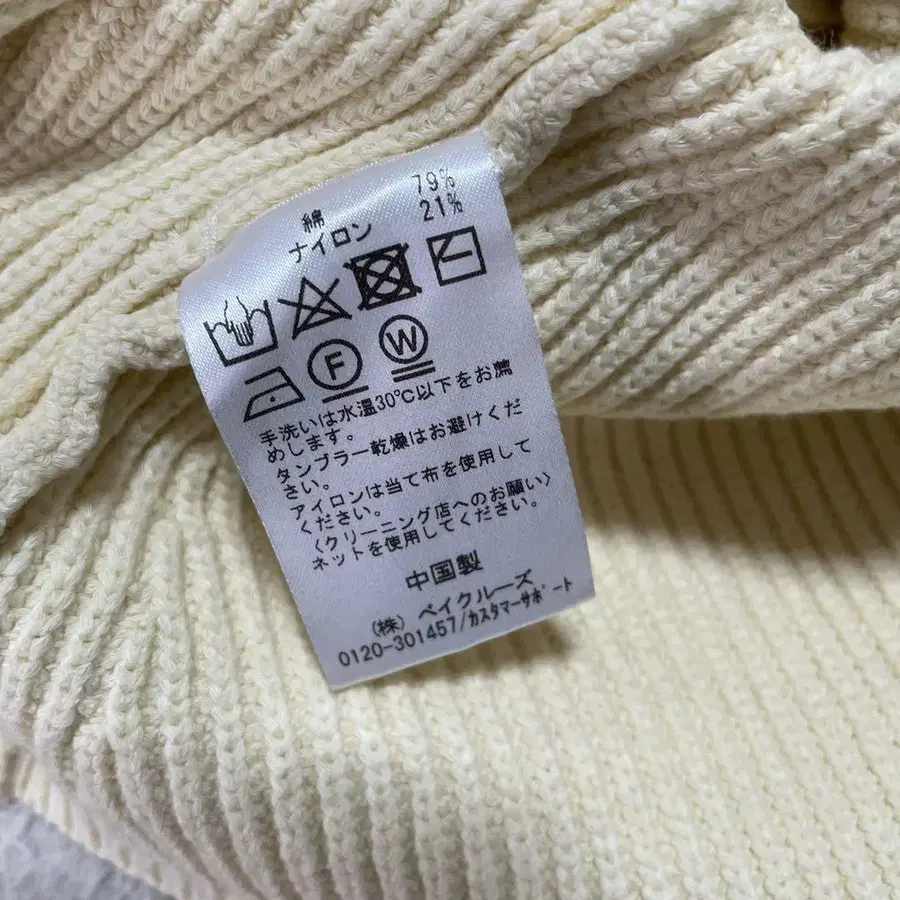 綿 79%
ナイロン 21%
F W
手洗いは水温30℃以下をお薦
めします。
タンブラー乾燥はお避けくだ
さい。
アイロンは当て布を使用して
ください。
〈クリーニング店へのお願い〉
ネットを使用してください。
中国製
(株) ベイクルーズ
0120-301457/カスタマーサポート